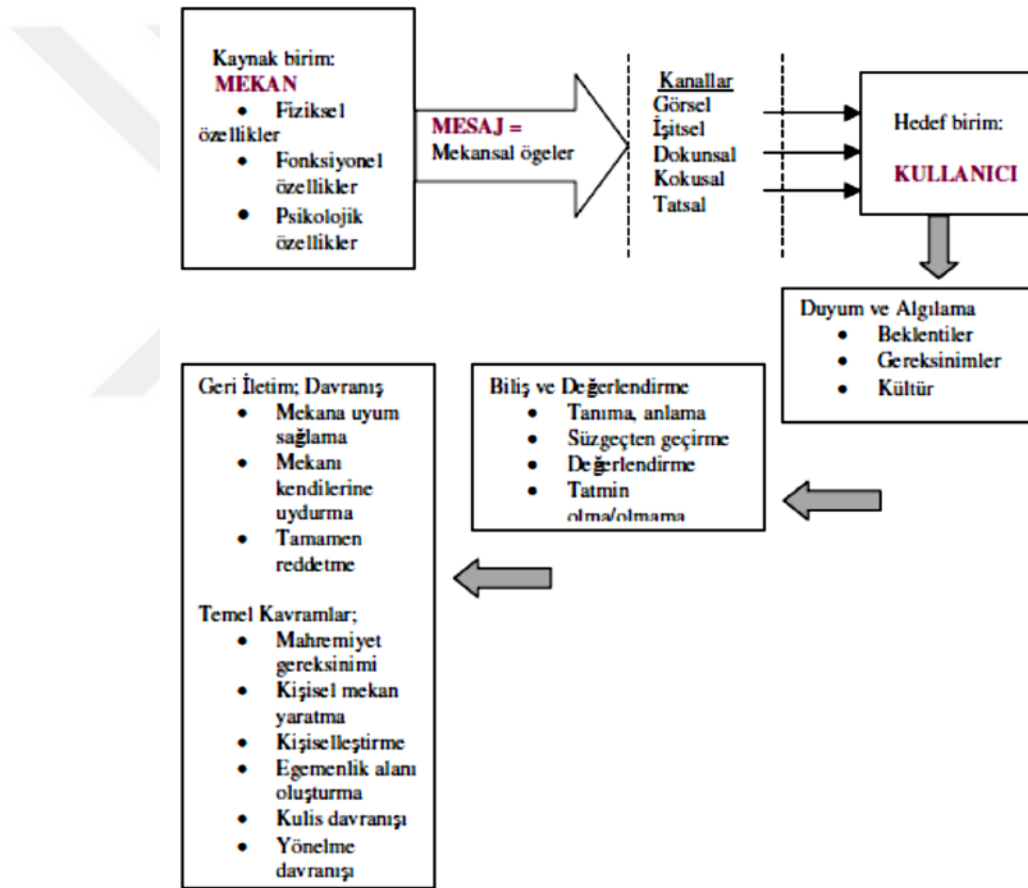 Kaynak birim:
MEKAN
• Fiziksel
özellikler
• Fonksiyonel
özellikler
• Psikolojik
özellikler
MESAJ =
Mekansal ögeler
Kanallar
Görsel
İşitsel
Dokunsal
Kokusal
Tatsal
Hedef birim:
KULLANICI
Duyum ve Algılama
• Beklentiler
• Gereksinimler
• Kültür
Biliş ve Değerlendirme
• Tanıma, anlama
• Süzgeçten geçirme
• Değerlendirme
• Tatmin
olma/olmama
Geri İletim; Davranış
• Mekana uyum
sağlama
• Mekanı
kendilerine
uydurma
• Tamamen
reddetme
Temel Kavramlar;
• Mahremiyet
gereksinimi
• Kişisel mekan
yaratma
• Kişiselleştirme
• Egemenlik alanı
oluşturma
• Kulis davranışı
• Yönelme
davranışı